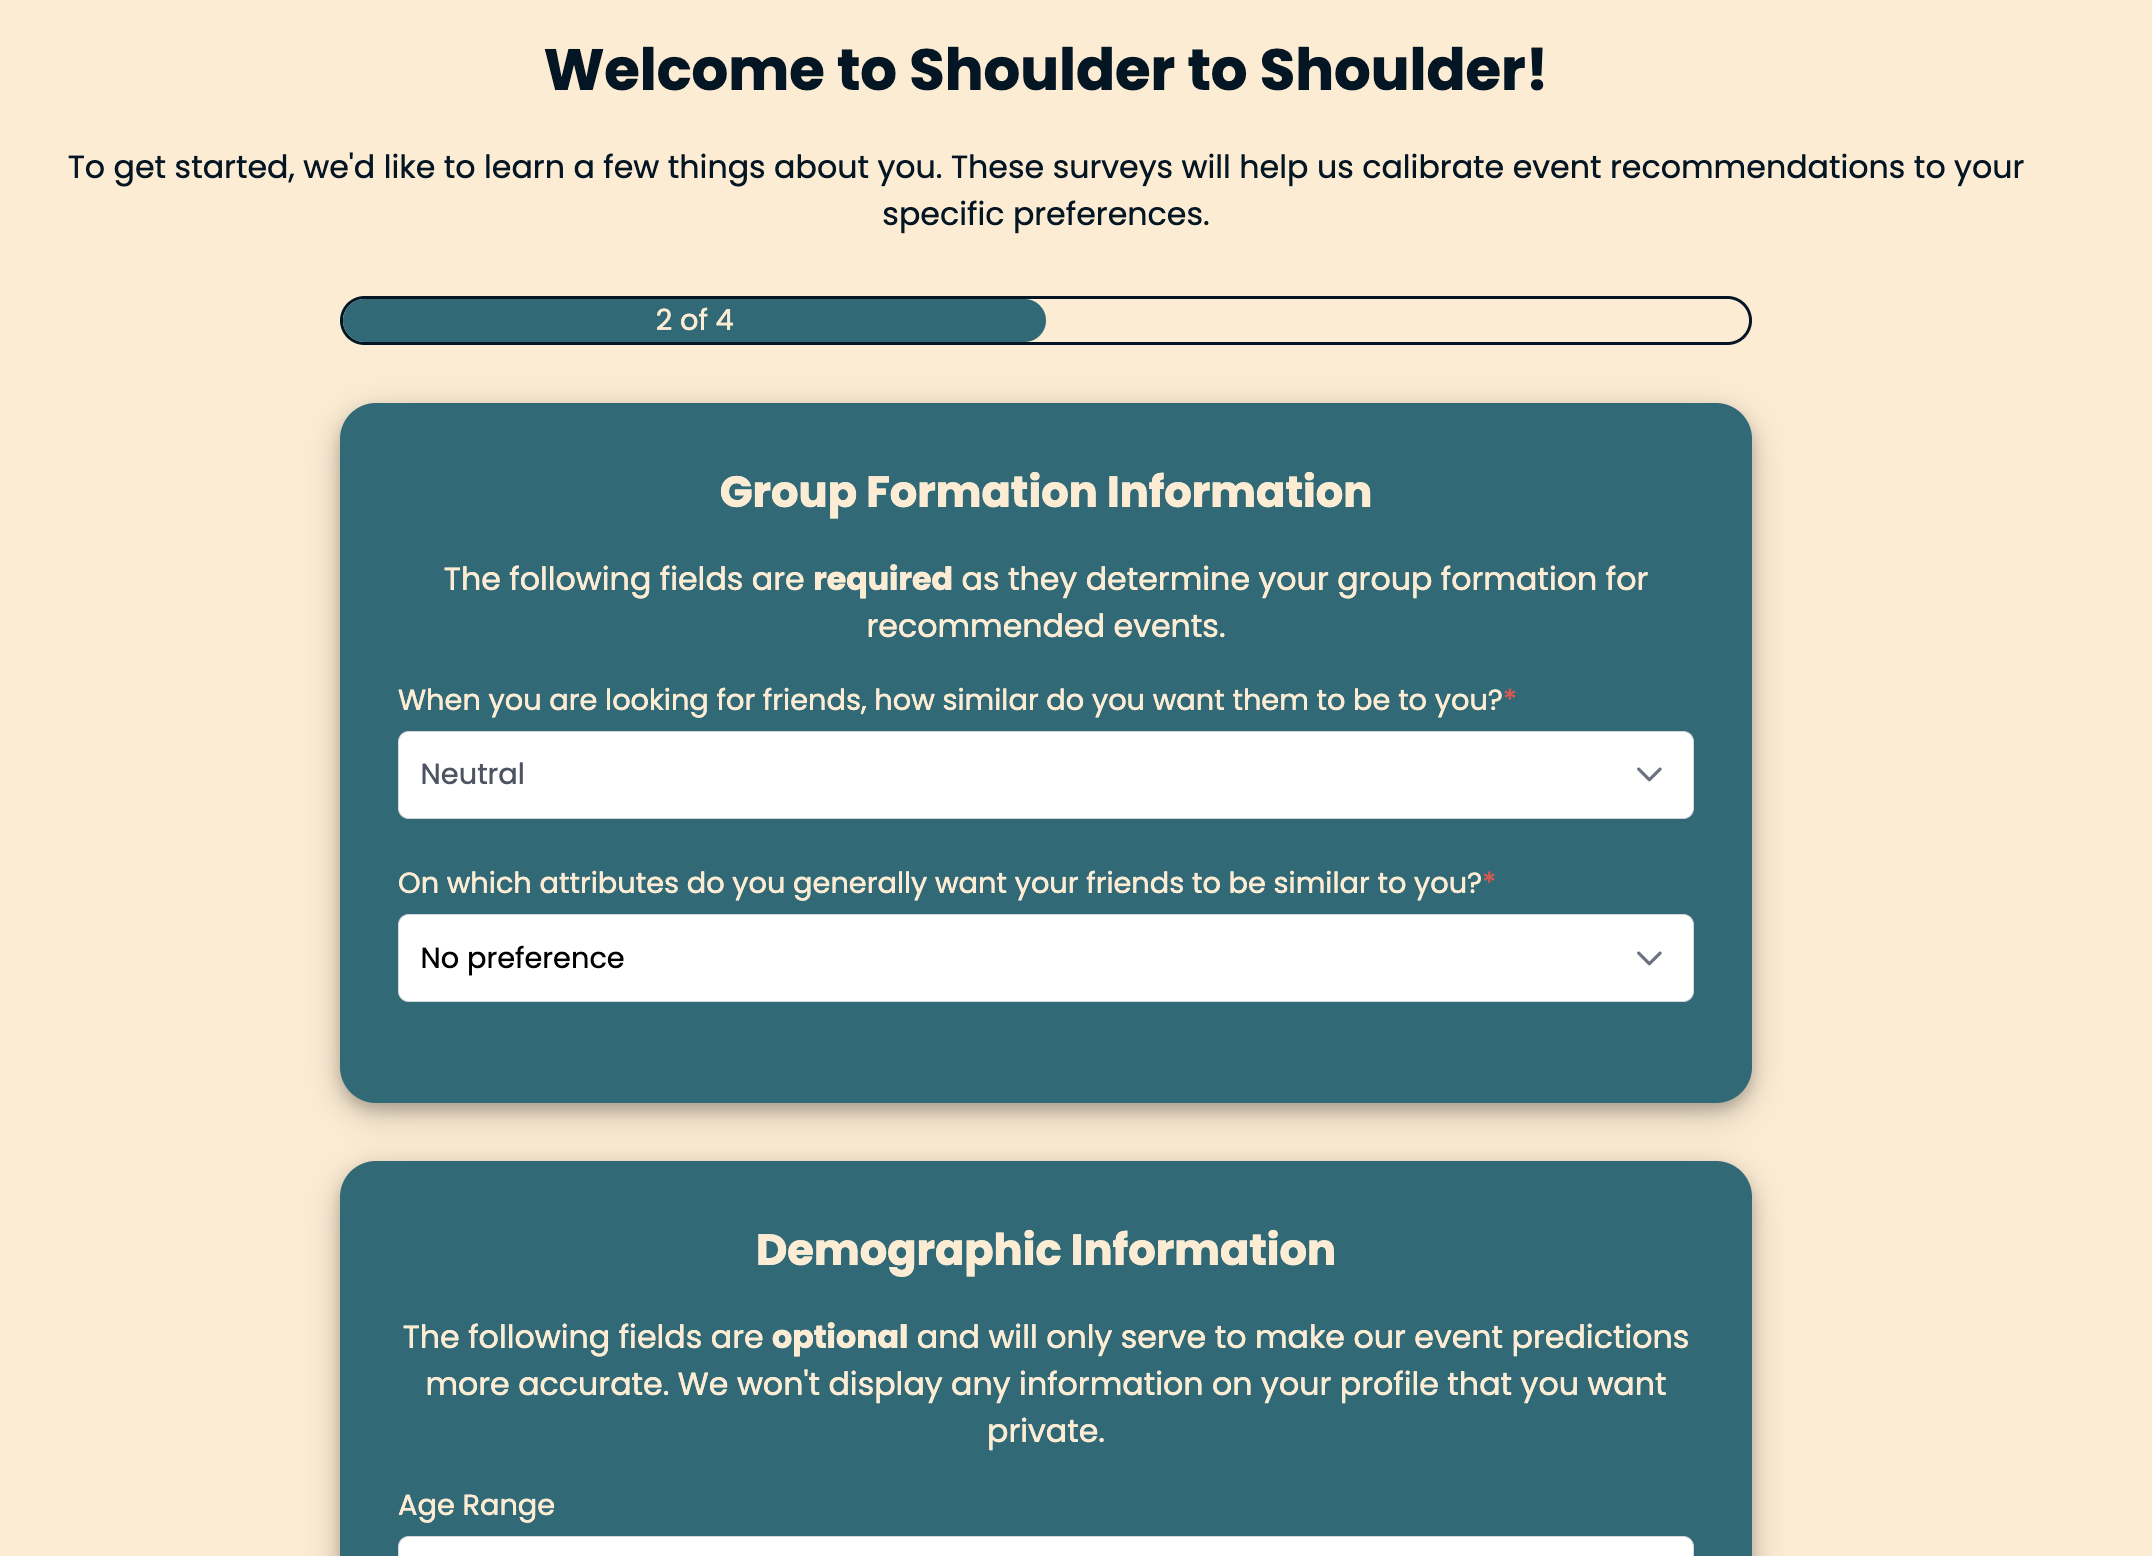 Welcome to Shoulder to Shoulder!
To get started, we'd like to learn a few things about you. These surveys will help us calibrate event recommendations to your
specific preferences.
2 of 4
Group Formation Information
The following fields are required as they determine your group formation for
recommended events.
When you are looking for friends, how similar do you want them to be to you?*
Neutral
On which attributes do you generally want your friends to be similar to you?*
No preference
Demographic Information
The following fields are optional and will only serve to make our event predictions
more accurate. We won't display any information on your profile that you want
private.
Age Range